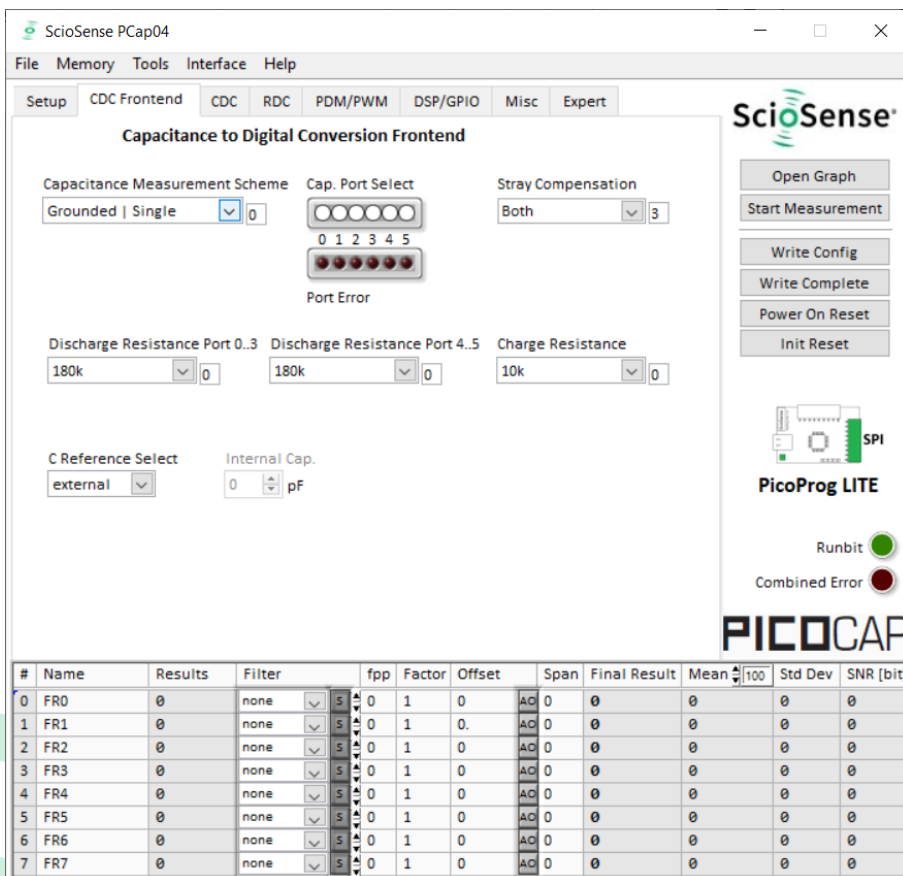 ScioSense PCap04
File Memory Tools Interface Help
Setup CDC Frontend CDC RDC PDM/PWM DSP/GPIO Misc Expert
Capacitance to Digital Conversion Frontend
ScioSense
Open Graph
Start Measurement
Write Config
Write Complete
Power On Reset
Init Reset
Capacitance Measurement Scheme Cap. Port Select Stray Compensation
Grounded | Single 0 Both 3
0 1 2 3 4 5
Port Error
Discharge Resistance Port 0..3 Discharge Resistance Port 4..5 Charge Resistance
180k 0 180k 0 10k 0
C Reference Select Internal Cap.
external 0 pF
SPI
PicoProg LITE
Runbit
Combined Error
PICOCAP
# Name Results Filter fpp Factor Offset Span Final Result Mean 100 Std Dev SNR [bit
0 FR0 0 none S 0 1 0 AO 0 0 0 0 0
1 FR1 0 none S 0 1 0. AO 0 0 0 0 0
2 FR2 0 none S 0 1 0 AO 0 0 0 0 0
3 FR3 0 none S 0 1 0 AO 0 0 0 0 0
4 FR4 0 none S 0 1 0 AO 0 0 0 0 0
5 FR5 0 none S 0 1 0 AO 0 0 0 0 0
6 FR6 0 none S 0 1 0 AO 0 0 0 0 0
7 FR7 0 none S 0 1 0 AO 0 0 0 0 0